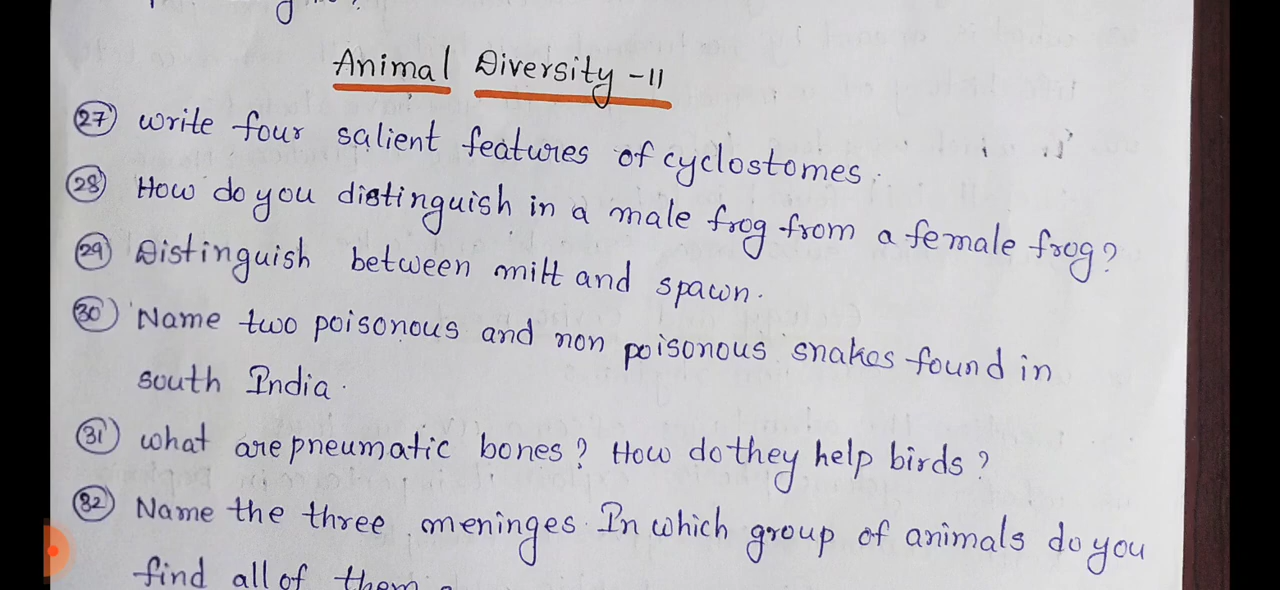 Animal Diversity -11
27) write four salient features of cyclostomes.
28) How do you distinguish in a male frog from a female frog?
29) Distinguish between milt and spawn.
30) Name two poisonous and non poisonous snakes found in
south India.
31) what are pneumatic bones? How do they help birds?
32) Name the three meninges. In which group of animals do you
find all of them